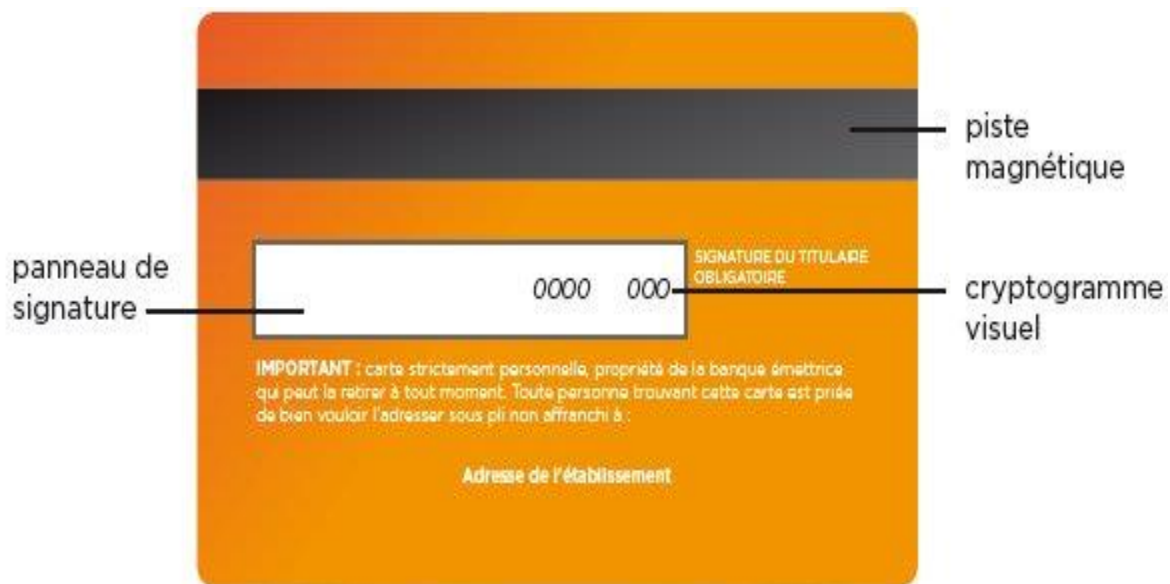 piste
magnétique
panneau de
signature
0000 000
SIGNATURE DU TITULAIRE
OBLIGATOIRE
cryptogramme
visuel
IMPORTANT : carte strictement personnelle, propriété de la banque émettrice
qui peut la retirer à tout moment. Toute personne trouvant cette carte est priée
de bien vouloir l'adresser sous pli non affranchi à :
Adresse de l'établissement